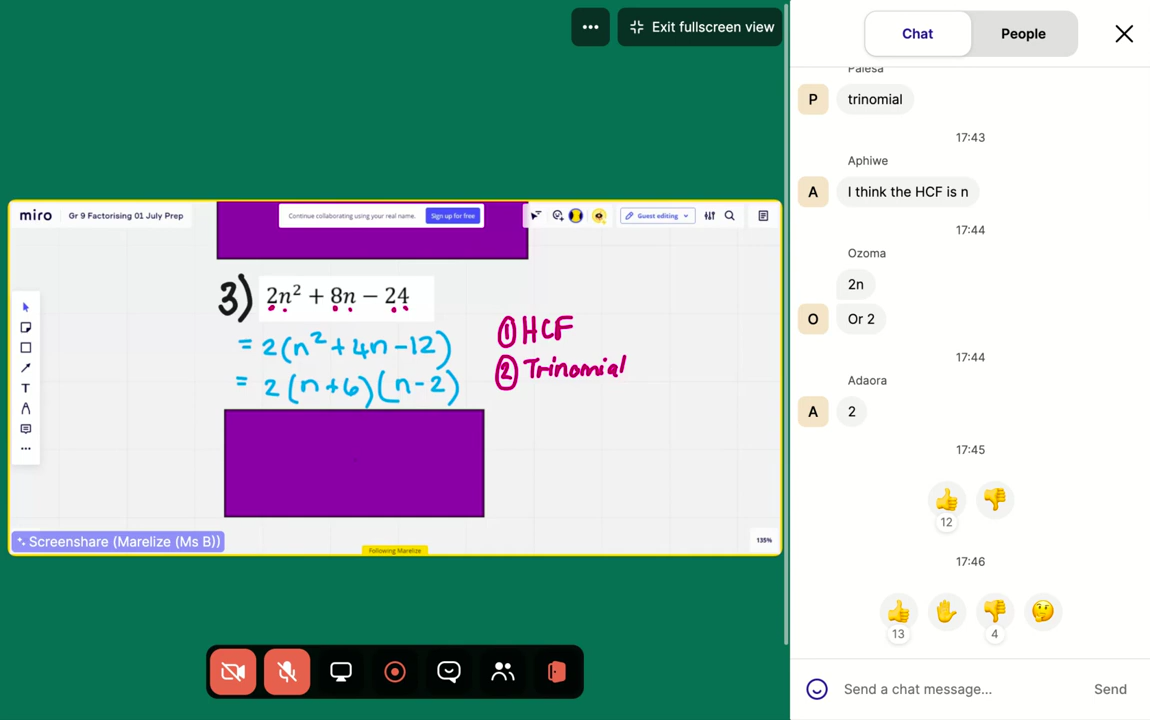 Exit fullscreen view
miro
Gr 9 Factorising 01 July Prep
Continue collaborating using your real name.
Sign up for free
Guest editing
3) 2n² + 8n − 24
= 2(n² + 4n − 12)
= 2(n + 6)(n − 2)
① HCF
② Trinomial
T
Screenshare (Marelize (Ms B))
Following Marelize
135%
Chat
People
Palesa
P
trinomial
17:43
Aphiwe
A
I think the HCF is n
17:44
Ozoma
2n
O
Or 2
17:44
Adaora
A
2
17:45
12
17:46
13
4
Send a chat message...
Send